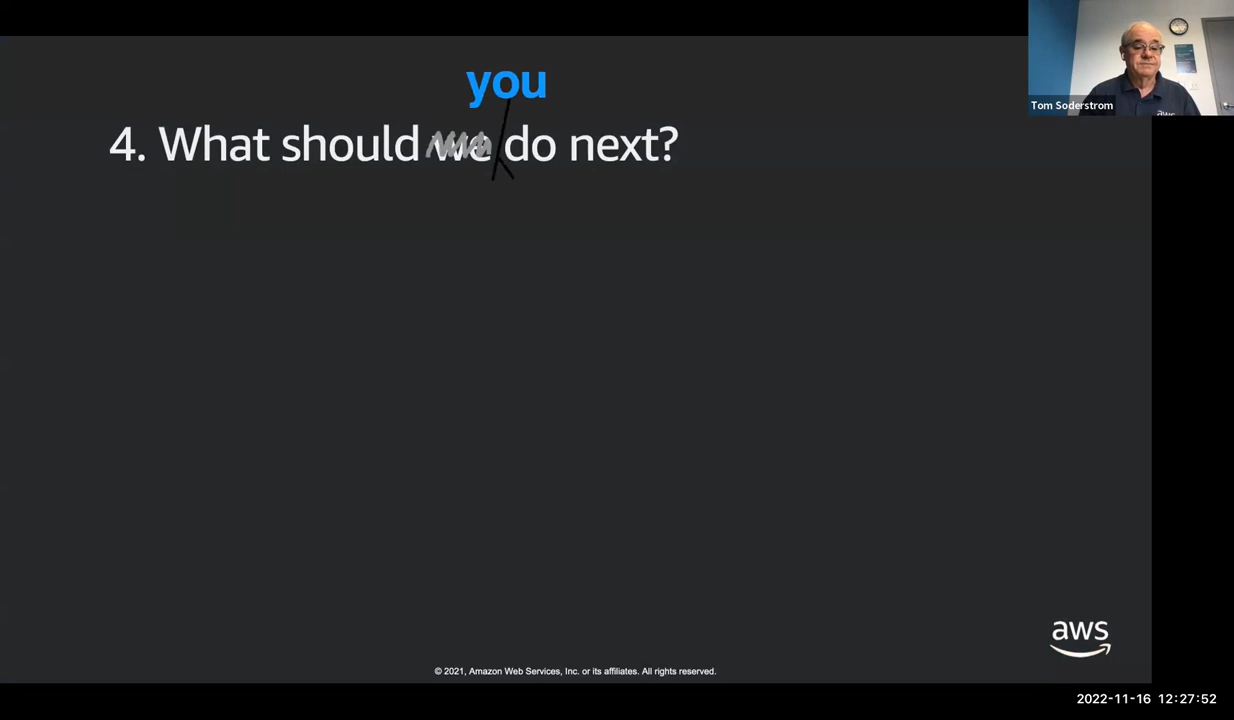 Tom Soderstrom
aws
you
4. What should we do next?
aws
© 2021, Amazon Web Services, Inc. or its affiliates. All rights reserved.
2022-11-16 12:27:52